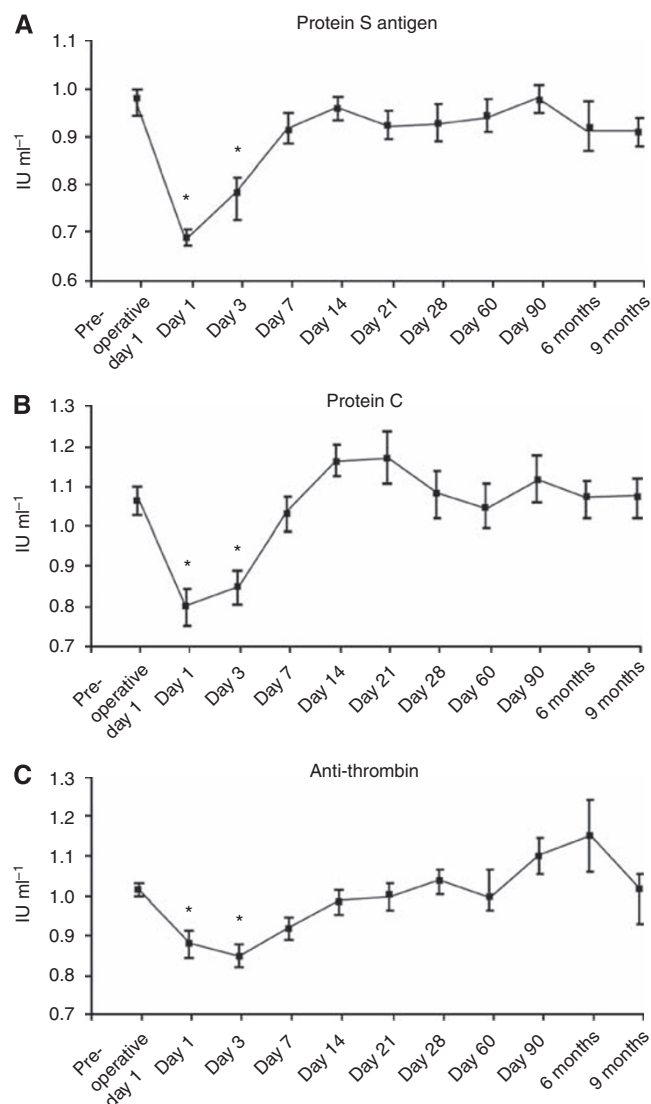 A Protein S antigen
1.1
1.0
0.9
0.8
0.7
0.6
IU ml⁻¹
*
*
Pre-
operative
day 1
Day 1
Day 3
Day 7
Day 14
Day 21
Day 28
Day 60
Day 90
6 months
9 months
B Protein C
1.3
1.2
1.1
1.0
0.9
0.8
0.7
IU ml⁻¹
*
*
Pre-
operative
day 1
Day 1
Day 3
Day 7
Day 14
Day 21
Day 28
Day 60
Day 90
6 months
9 months
C Anti-thrombin
1.3
1.2
1.1
1.0
0.9
0.8
0.7
IU ml⁻¹
*
*
Pre-
operative
day 1
Day 1
Day 3
Day 7
Day 14
Day 21
Day 28
Day 60
Day 90
6 months
9 months